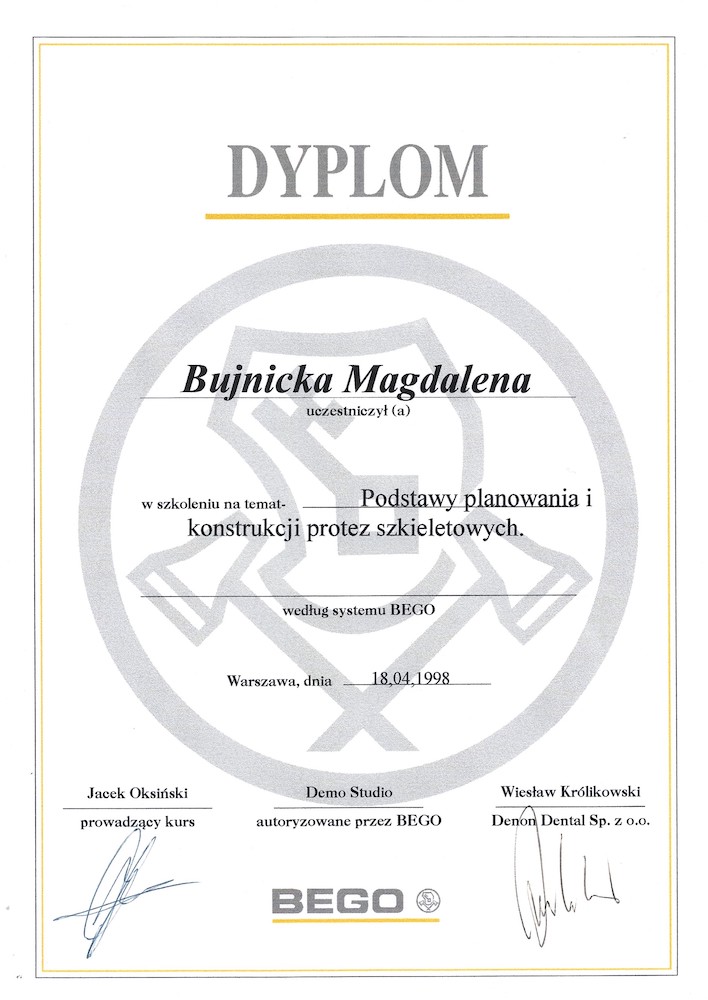 DYPLOM
Bujnicka Magdalena
uczestniczył (a)
w szkoleniu na temat- Podstawy planowania i
konstrukcji protez szkieletowych.
według systemu BEGO
Warszawa, dnia 18,04,1998
Jacek Oksiński Demo Studio Wiesław Królikowski
prowadzący kurs autoryzowane przez BEGO Denon Dental Sp. z o.o.
BEGO